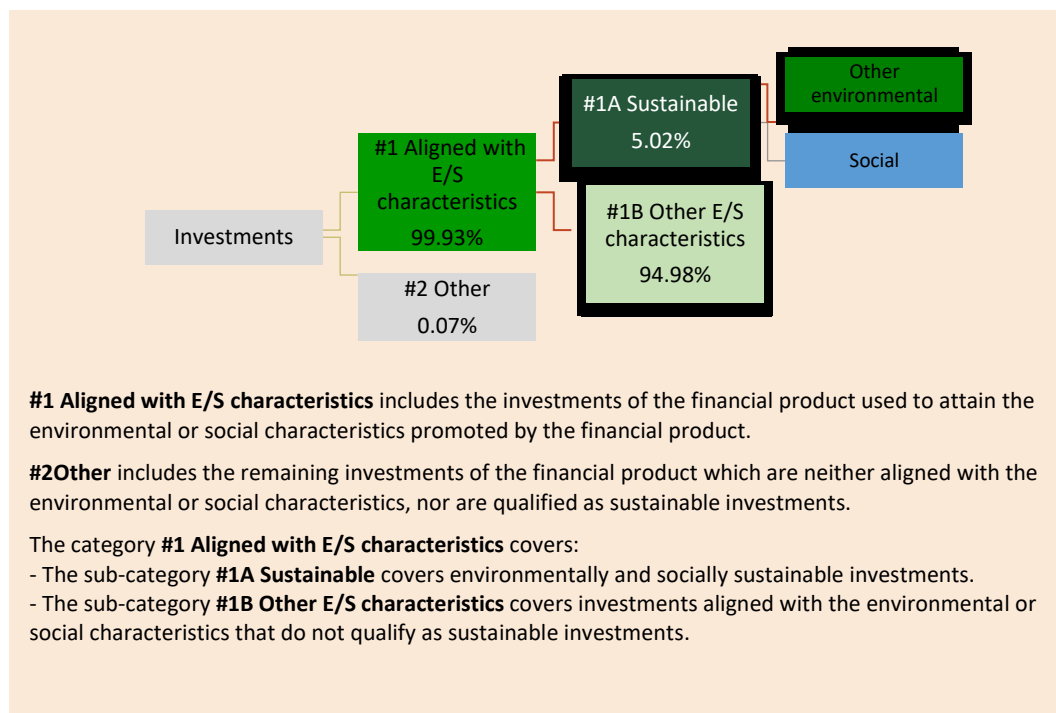 Investments
#1 Aligned with
E/S
characteristics
99.93%
#2 Other
0.07%
#1A Sustainable
5.02%
#1B Other E/S
characteristics
94.98%
Other
environmental
Social
#1 Aligned with E/S characteristics includes the investments of the financial product used to attain the
environmental or social characteristics promoted by the financial product.
#2Other includes the remaining investments of the financial product which are neither aligned with the
environmental or social characteristics, nor are qualified as sustainable investments.
The category #1 Aligned with E/S characteristics covers:
- The sub-category #1A Sustainable covers environmentally and socially sustainable investments.
- The sub-category #1B Other E/S characteristics covers investments aligned with the environmental or
social characteristics that do not qualify as sustainable investments.